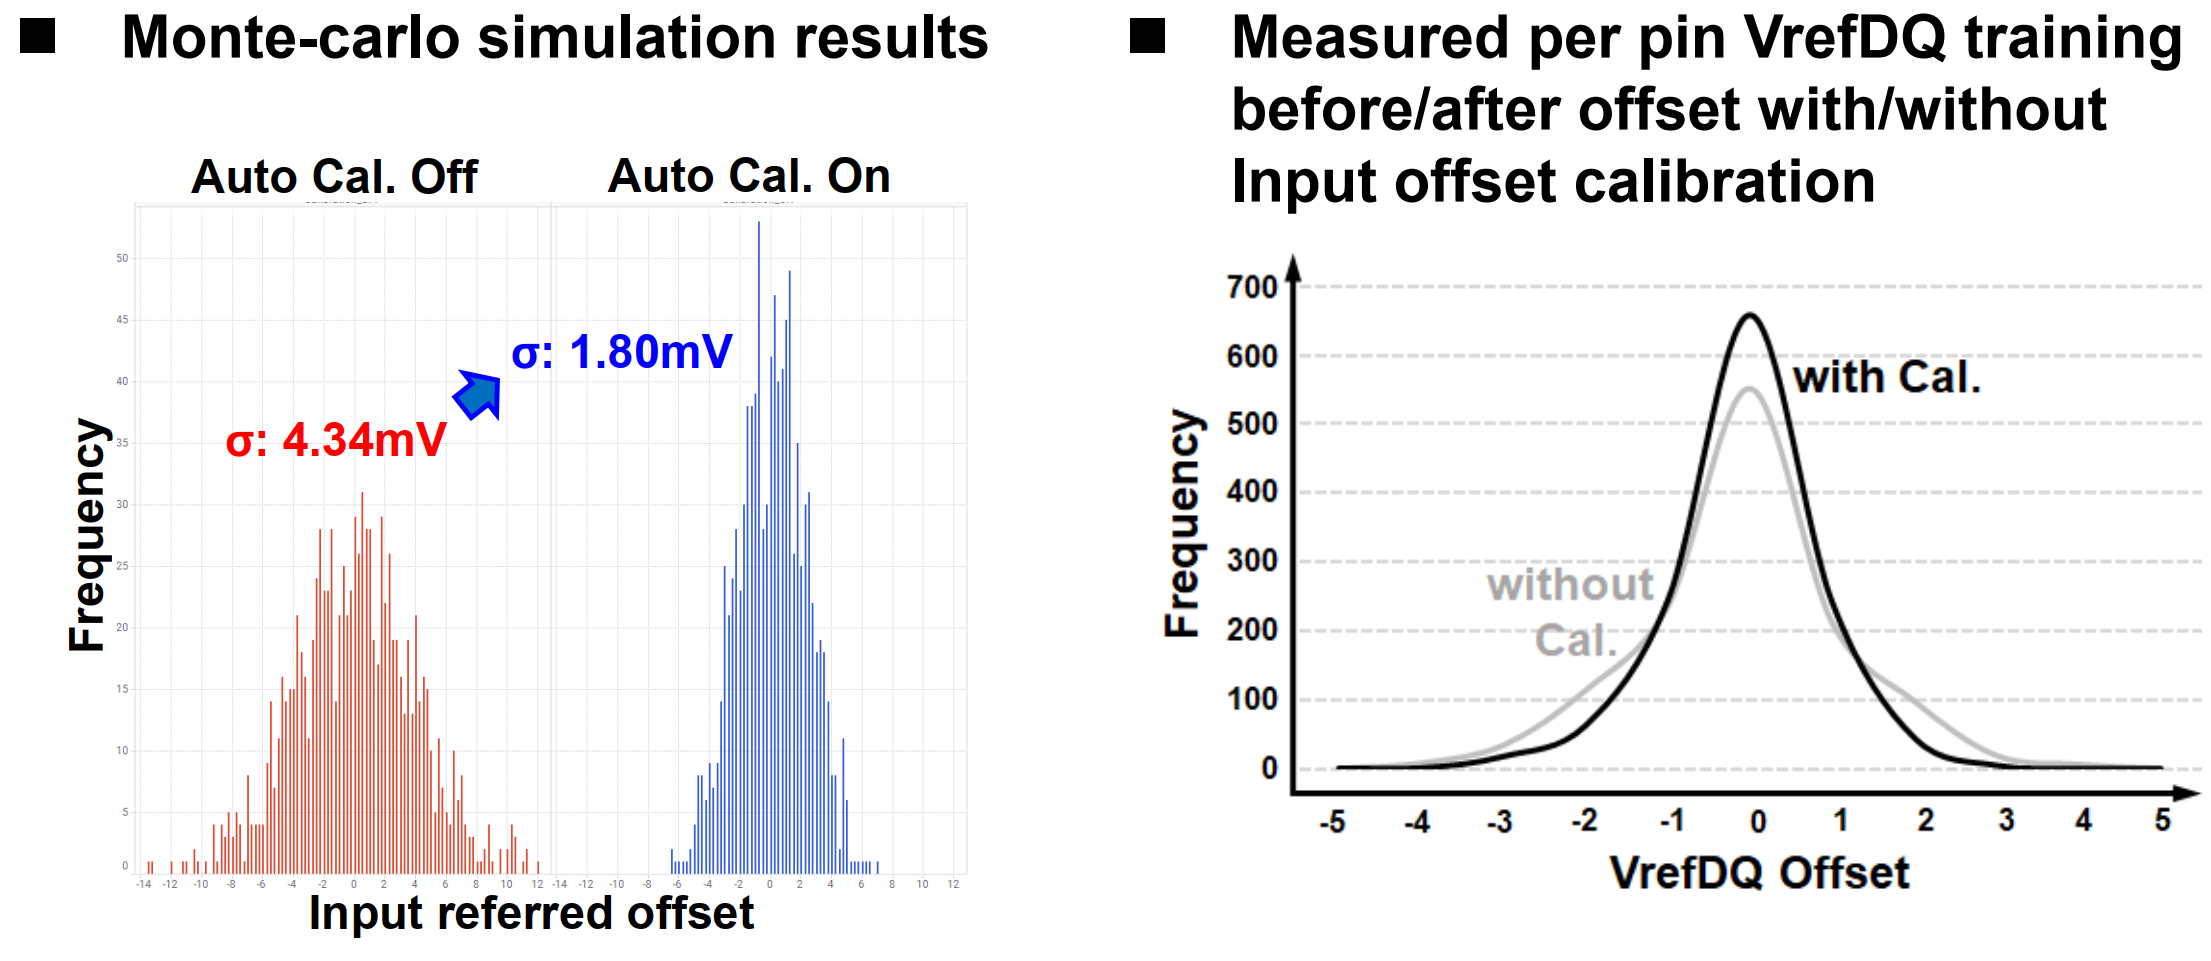 ■ Monte-carlo simulation results
Auto Cal. Off
Auto Cal. On
σ: 4.34mV
σ: 1.80mV
Frequency
50
45
40
35
30
25
20
15
10
5
0
-14 -12 -10 -8 -6 -4 -2 0 2 4 6 8 10 12 -14 -12 -10 -8 -6 -4 -2 0 2 4 6 8 10 12
Input referred offset
■ Measured per pin VrefDQ training
before/after offset with/without
Input offset calibration
Frequency
700
600
500
400
300
200
100
0
with Cal.
without
Cal.
-5 -4 -3 -2 -1 0 1 2 3 4 5
VrefDQ Offset